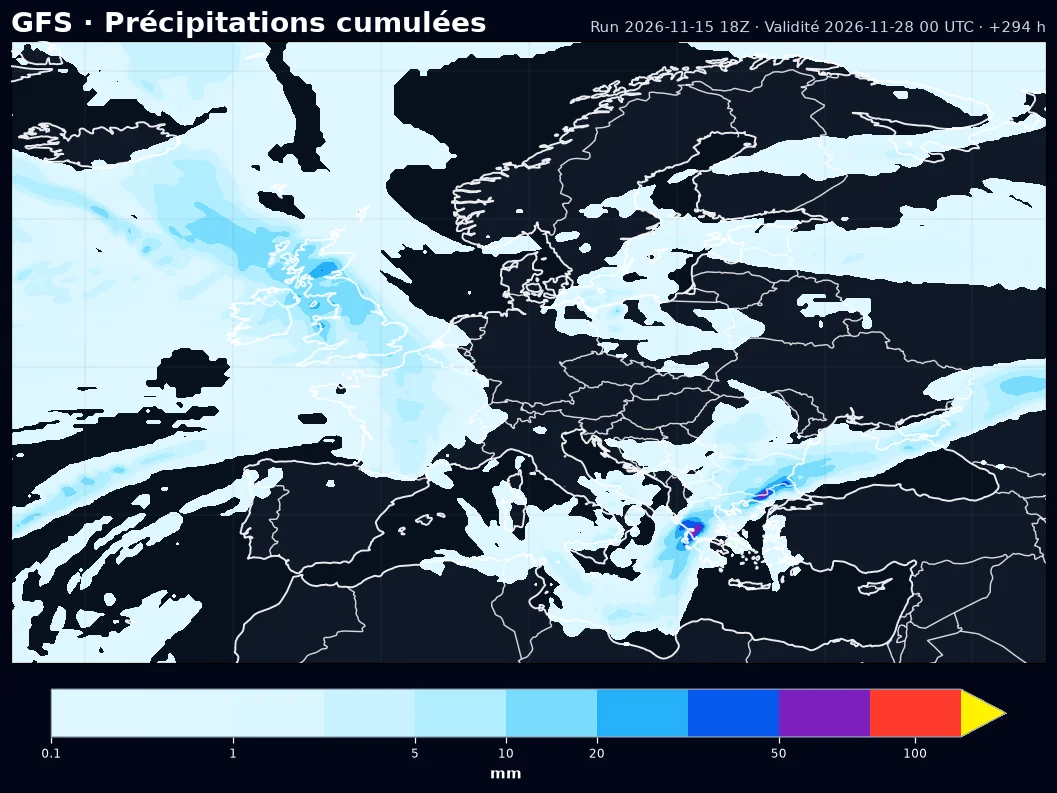 GFS · Précipitations cumulées
Run 2026-11-15 18Z · Validité 2026-11-28 00 UTC · +294 h
0.1 1 5 10 20 50 100
mm